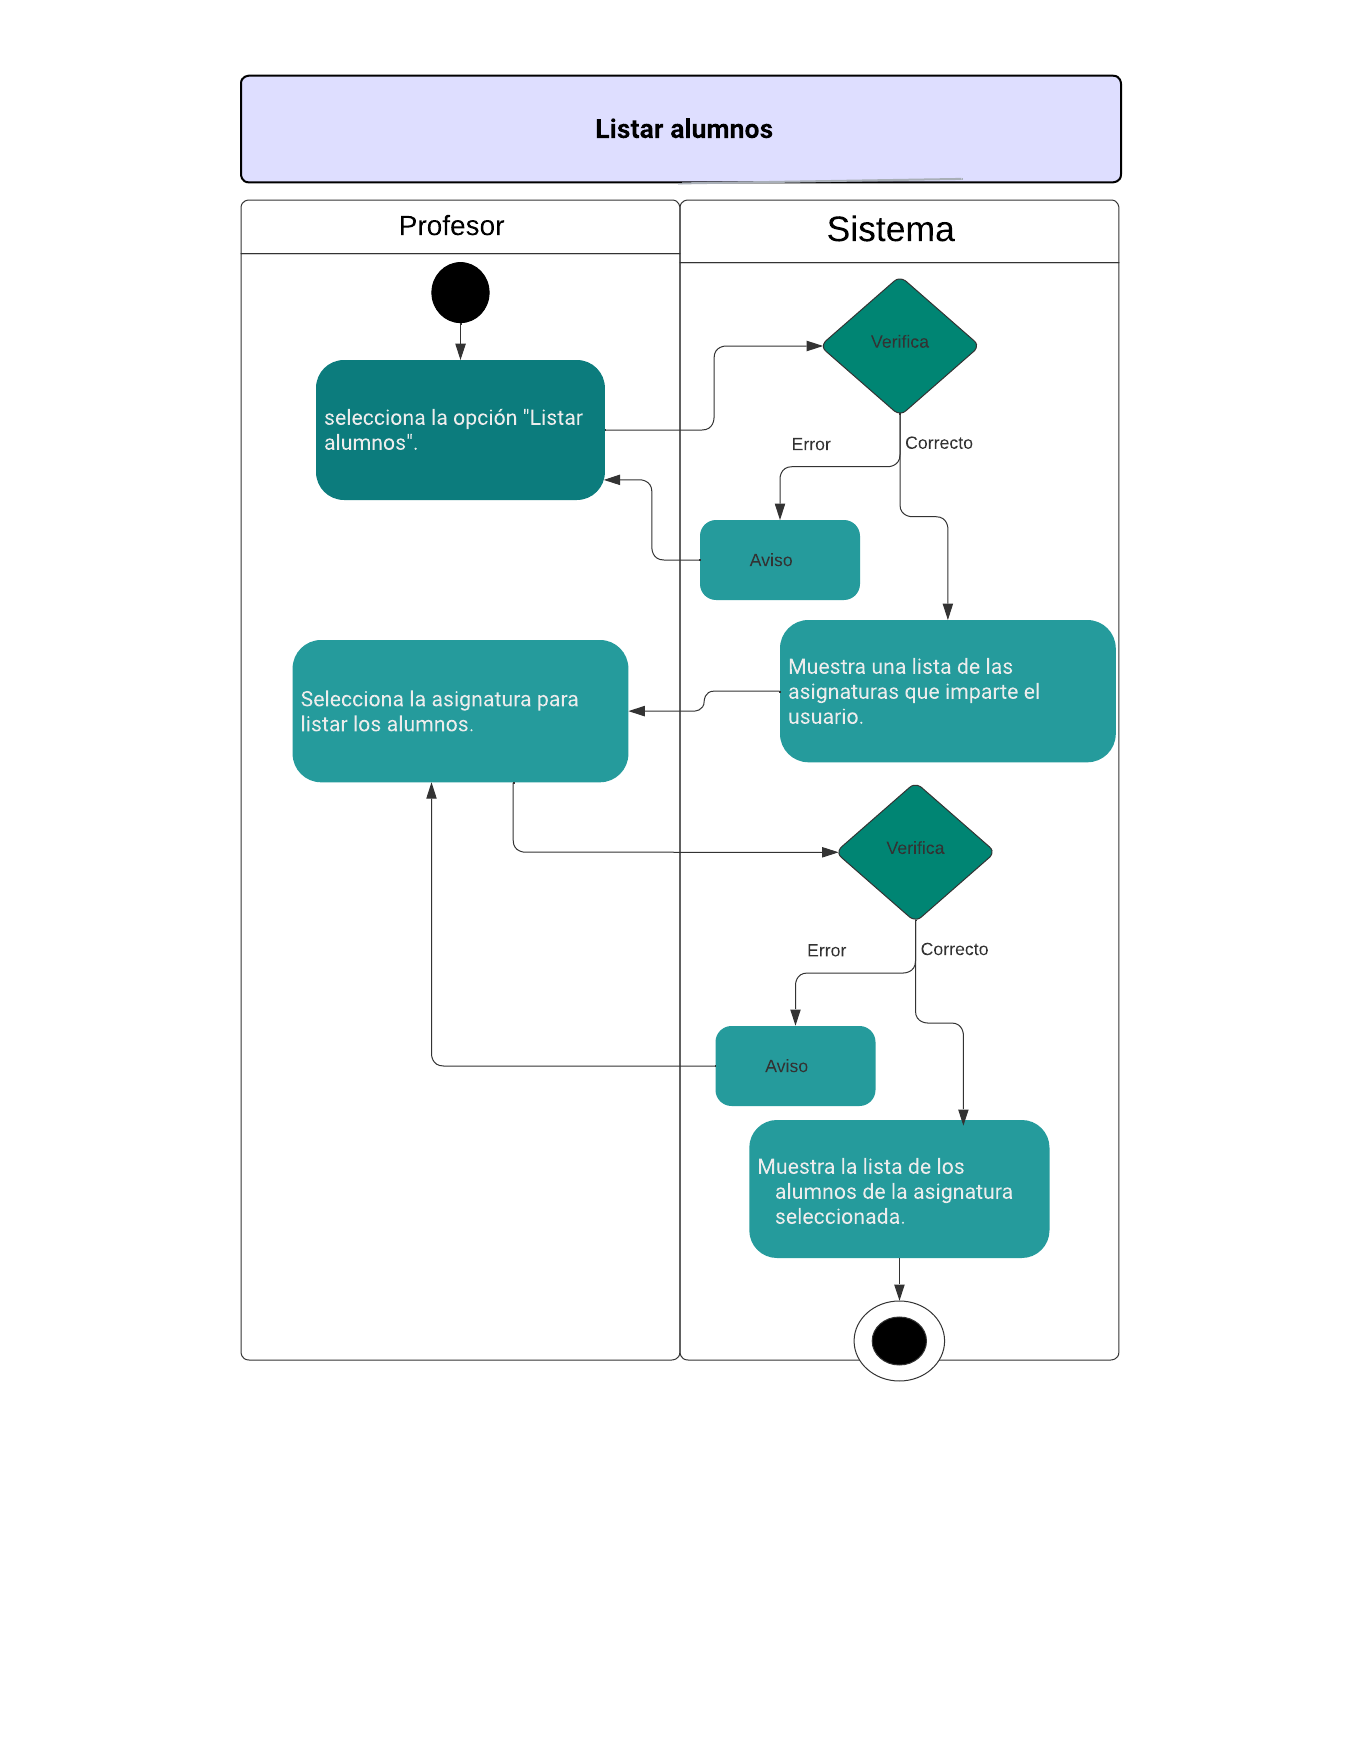 Listar alumnos
Profesor
Sistema
Verifica
selecciona la opción "Listar
alumnos".
Error
Correcto
Aviso
Muestra una lista de las
asignaturas que imparte el
usuario.
Selecciona la asignatura para
listar los alumnos.
Verifica
Error
Correcto
Aviso
Muestra la lista de los
alumnos de la asignatura
seleccionada.